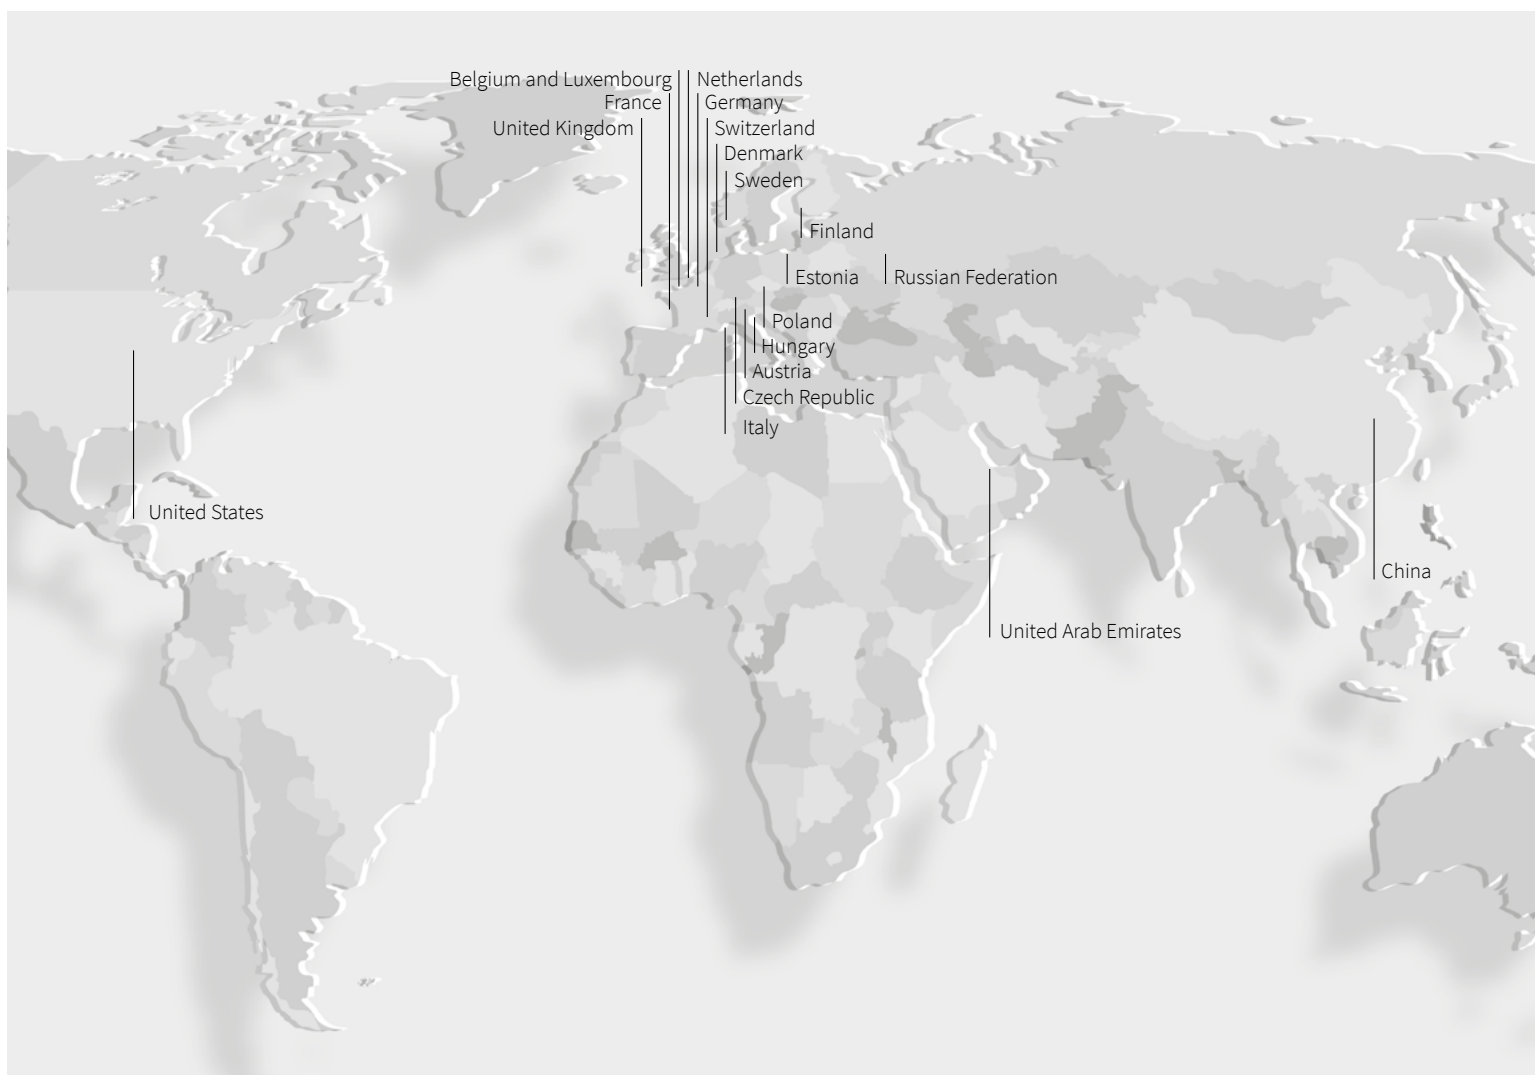 Belgium and Luxembourg
Netherlands
France
Germany
United Kingdom
Switzerland
Denmark
Sweden
Finland
Estonia
Russian Federation
Poland
Hungary
Austria
Czech Republic
Italy
United States
China
United Arab Emirates